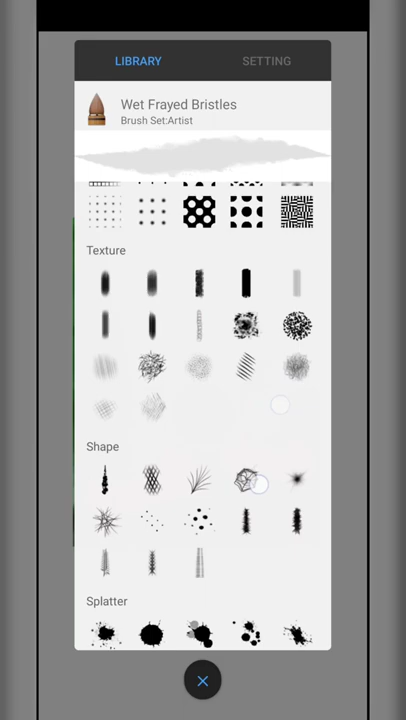 LIBRARY
SETTING
Wet Frayed Bristles
Brush Set:Artist
Texture
Shape
Splatter